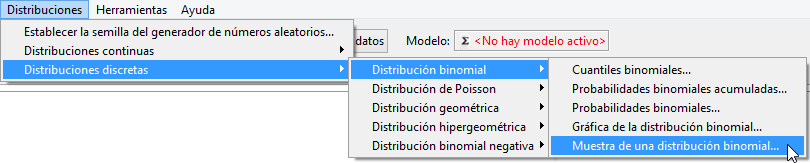 Distribuciones Herramientas Ayuda
Establecer la semilla del generador de números aleatorios...
Distribuciones continuas
Distribuciones discretas
datos Modelo: Σ <No hay modelo activo>
Distribución binomial
Distribución de Poisson
Distribución geométrica
Distribución hipergeométrica
Distribución binomial negativa
Cuantiles binomiales...
Probabilidades binomiales acumuladas...
Probabilidades binomiales...
Gráfica de la distribución binomial...
Muestra de una distribución binomial...